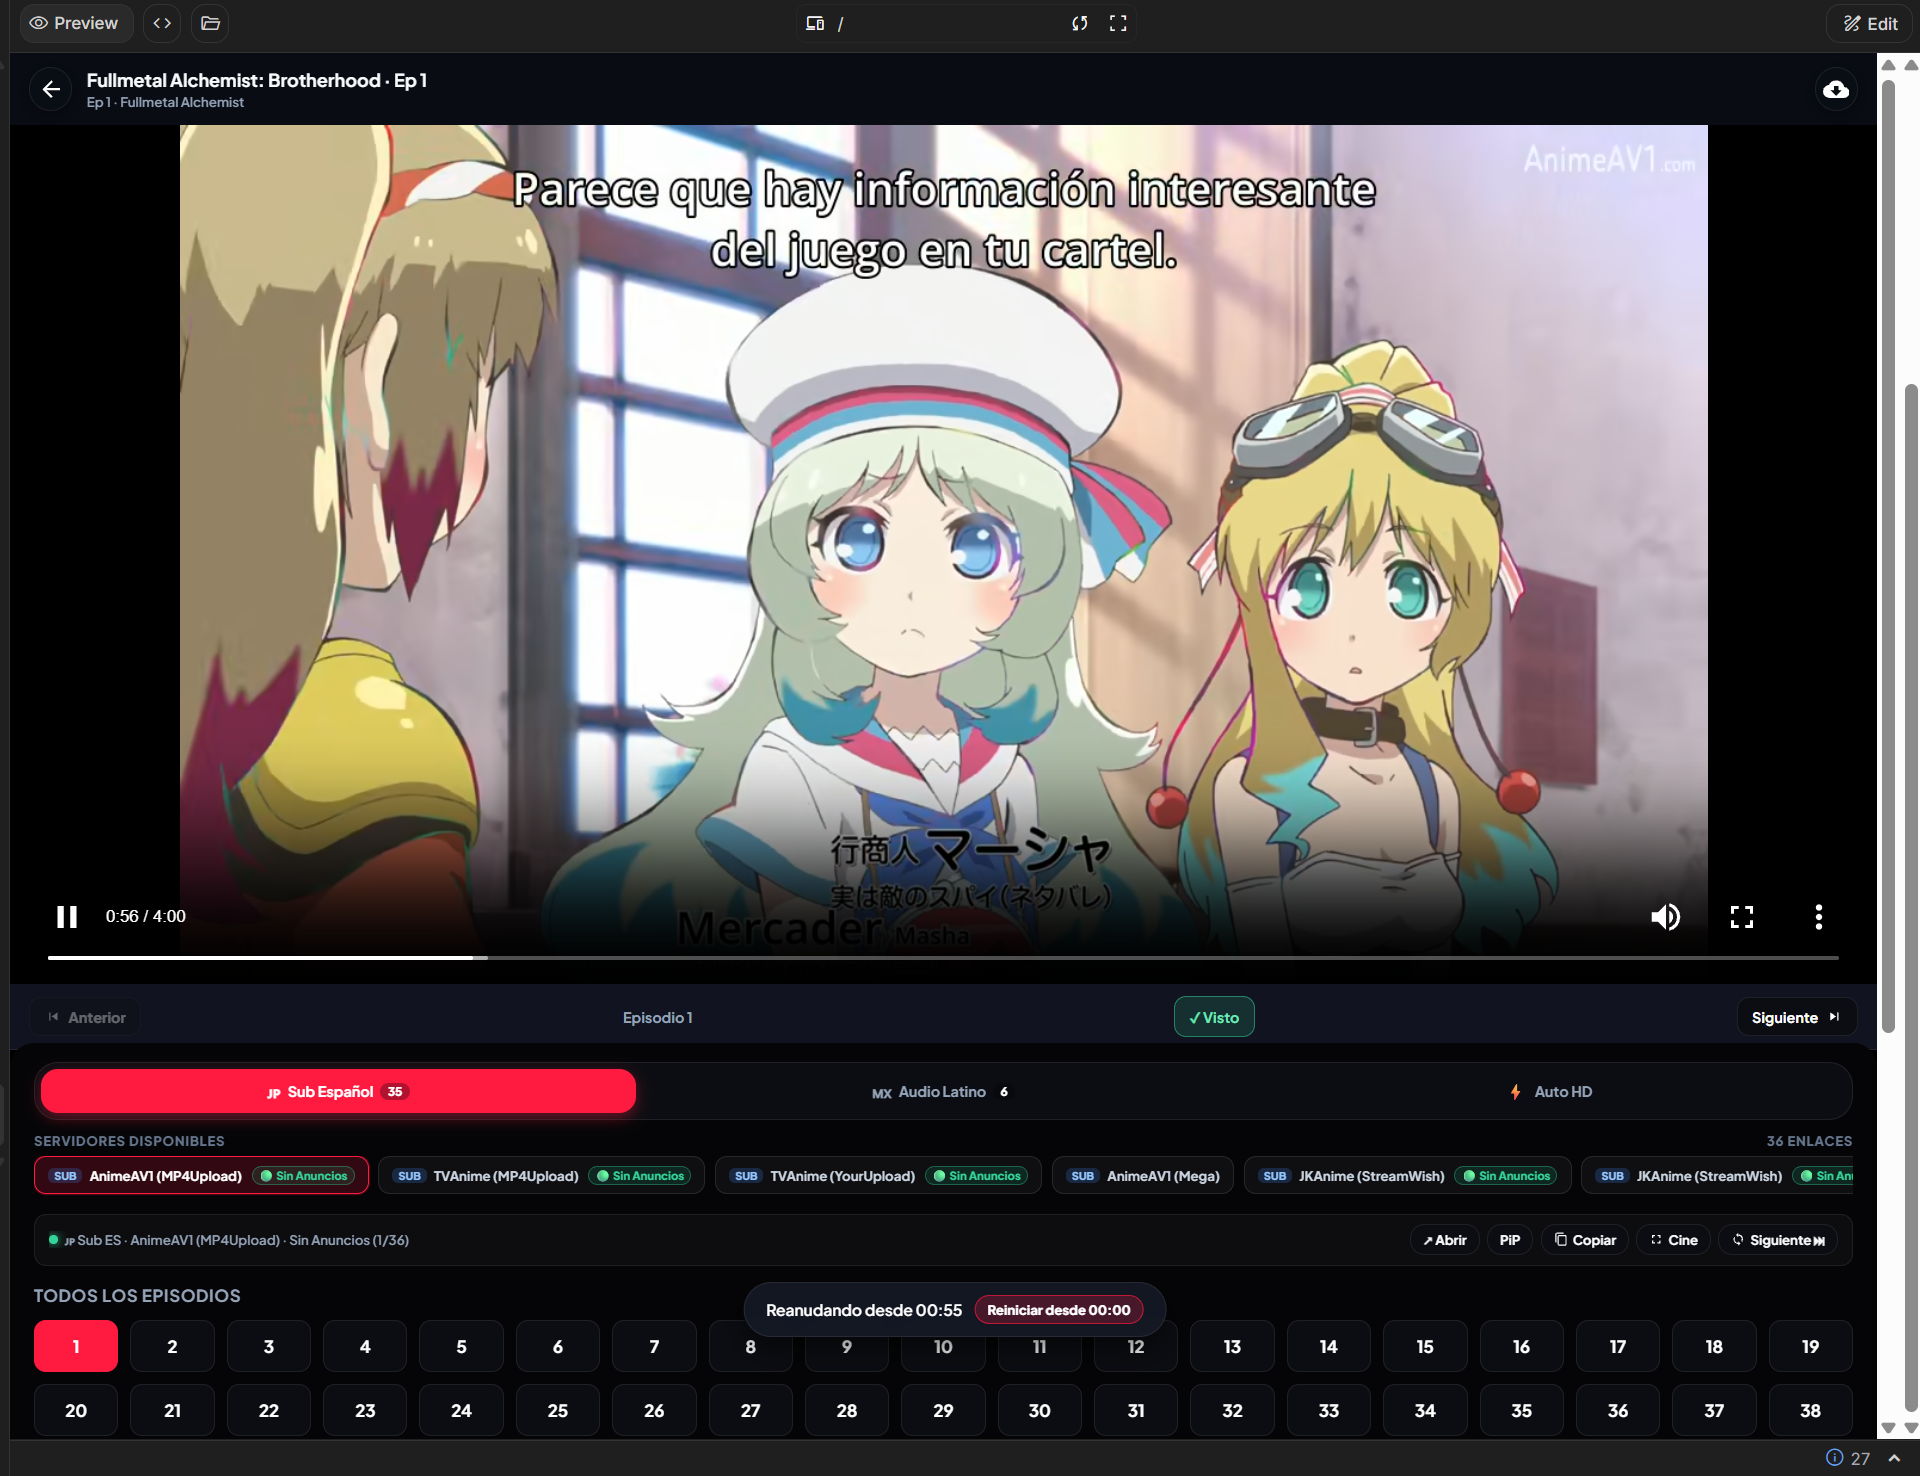 Preview
/
Edit
Fullmetal Alchemist: Brotherhood · Ep 1
Ep 1 · Fullmetal Alchemist
AnimeAV1.com
Parece que hay información interesante
del juego en tu cartel.
行商人 マーシャ
実は敵のスパイ(ネタバレ)
Mercader Masha
0:56 / 4:00
Anterior
Episodio 1
✓ Visto
Siguiente
JP Sub Español 35
MX Audio Latino 6
Auto HD
SERVIDORES DISPONIBLES
36 ENLACES
SUB AnimeAV1 (MP4Upload) Sin Anuncios
SUB TVAnime (MP4Upload) Sin Anuncios
SUB TVAnime (YourUpload) Sin Anuncios
SUB AnimeAV1 (Mega)
SUB JKAnime (StreamWish) Sin Anuncios
SUB JKAnime (StreamWish) Sin An
JP Sub ES · AnimeAV1 (MP4Upload) · Sin Anuncios (1/36)
↗ Abrir
PiP
Copiar
Cine
Siguiente ⏭
TODOS LOS EPISODIOS
Reanudando desde 00:55 Reiniciar desde 00:00
1 2 3 4 5 6 7 8 9 10 11 12 13 14 15 16 17 18 19
20 21 22 23 24 25 26 27 28 29 30 31 32 33 34 35 36 37 38
27